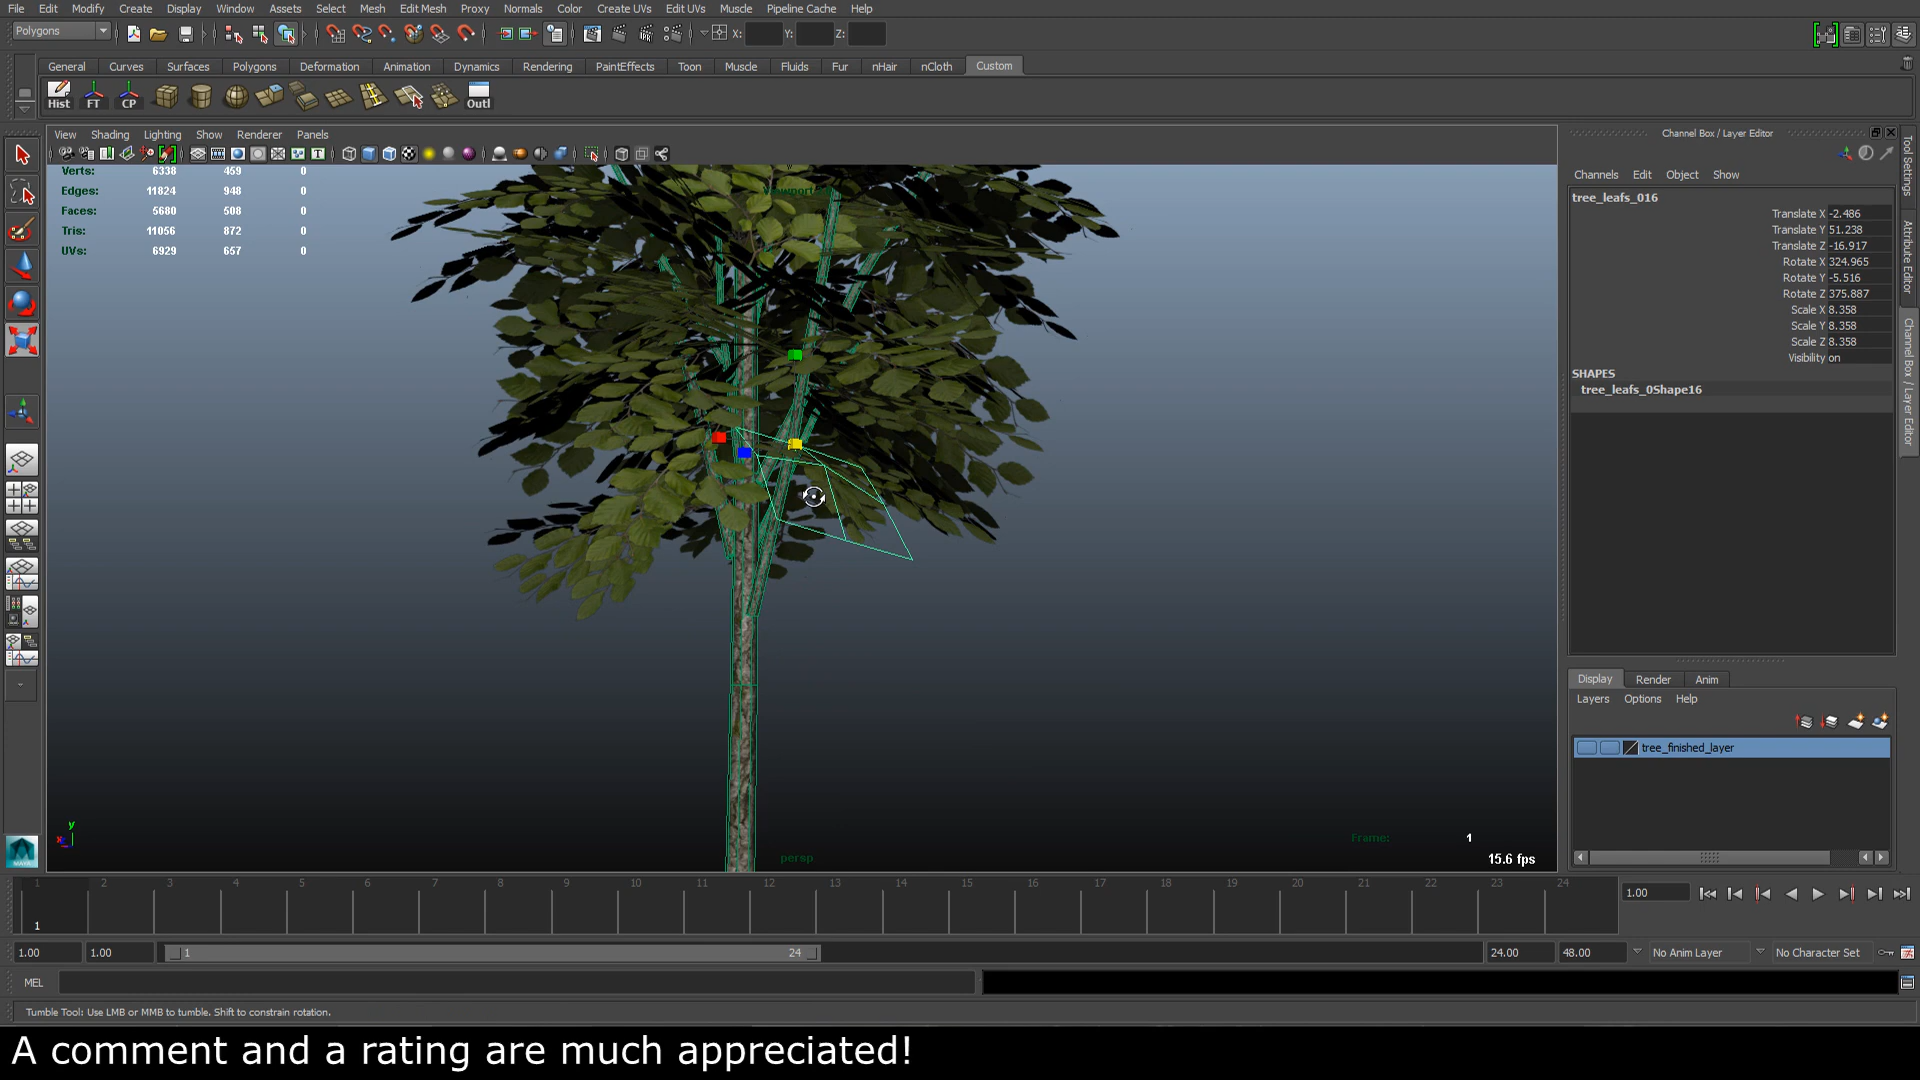 File Edit Modify Create Display Window Assets Select Mesh Edit Mesh Proxy Normals Color Create UVs Edit UVs Muscle Pipeline Cache Help
Polygons X: Y: Z:
General Curves Surfaces Polygons Deformation Animation Dynamics Rendering PaintEffects Toon Muscle Fluids Fur nHair nCloth Custom
Hist FT CP Outl
View Shading Lighting Show Renderer Panels
Verts: 6338 459 0
Edges: 11824 948 0
Faces: 5680 508 0
Tris: 11056 872 0
UVs: 6929 657 0
Channel Box / Layer Editor
Channels Edit Object Show
tree_leafs_016
Translate X -2.486
Translate Y 51.238
Translate Z -16.917
Rotate X 324.965
Rotate Y -5.516
Rotate Z 375.887
Scale X 8.358
Scale Y 8.358
Scale Z 8.358
Visibility on
SHAPES
tree_leafs_0Shape16
Tool Settings
Attribute Editor
Channel Box / Layer Editor
Display Render Anim
Layers Options Help
tree_finished_layer
y
Frame: 1
persp
15.6 fps
1 2 3 4 5 6 7 8 9 10 11 12 13 14 15 16 17 18 19 20 21 22 23 24
1
1.00
1.00 1.00 1 24 24.00 48.00 No Anim Layer No Character Set
MEL
Tumble Tool: Use LMB or MMB to tumble. Shift to constrain rotation.
A comment and a rating are much appreciated!